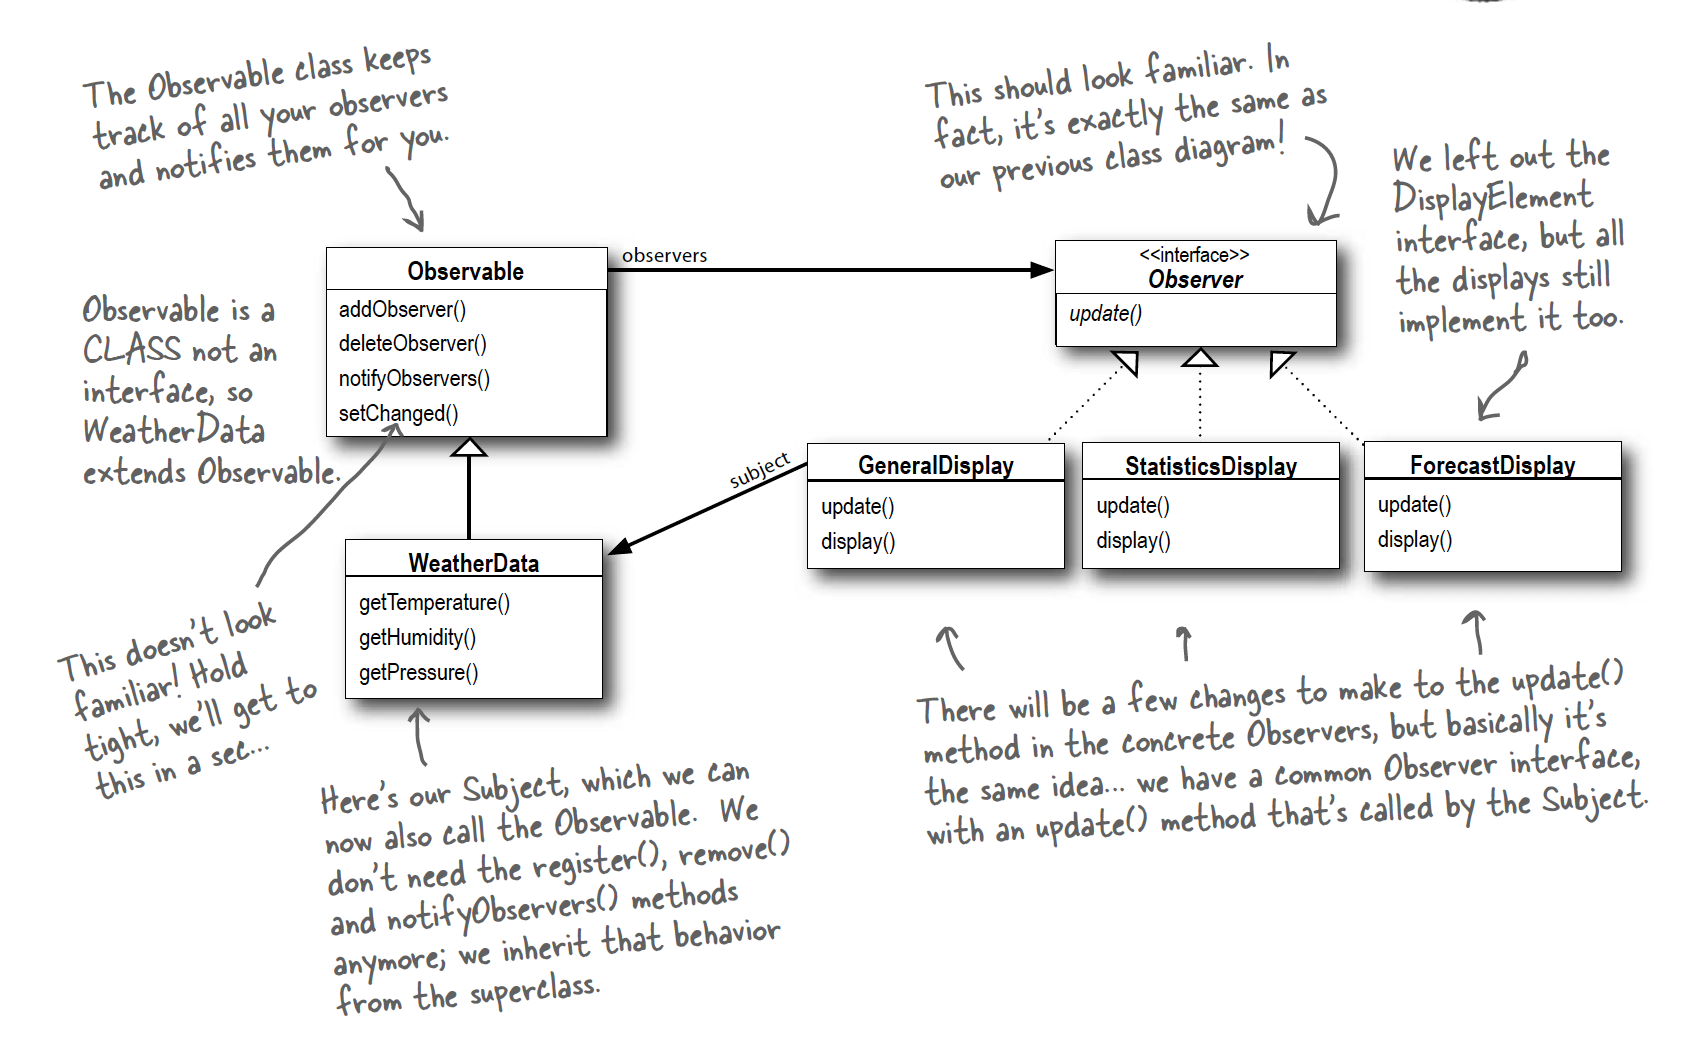 The Observable class keeps
track of all your observers
and notifies them for you.
This should look familiar. In
fact, it's exactly the same as
our previous class diagram!
We left out the
DisplayElement
interface, but all
the displays still
implement it too.
Observable is a
CLASS not an
interface, so
WeatherData
extends Observable.
Observable
addObserver()
deleteObserver()
notifyObservers()
setChanged()
observers
<<interface>>
Observer
update()
subject
GeneralDisplay
update()
display()
StatisticsDisplay
update()
display()
ForecastDisplay
update()
display()
WeatherData
getTemperature()
getHumidity()
getPressure()
This doesn't look
familiar! Hold
tight, we'll get to
this in a sec...
Here's our Subject, which we can
now also call the Observable. We
don't need the register(), remove()
and notifyObservers() methods
anymore; we inherit that behavior
from the superclass.
There will be a few changes to make to the update()
method in the concrete Observers, but basically it's
the same idea... we have a common Observer interface,
with an update() method that's called by the Subject.